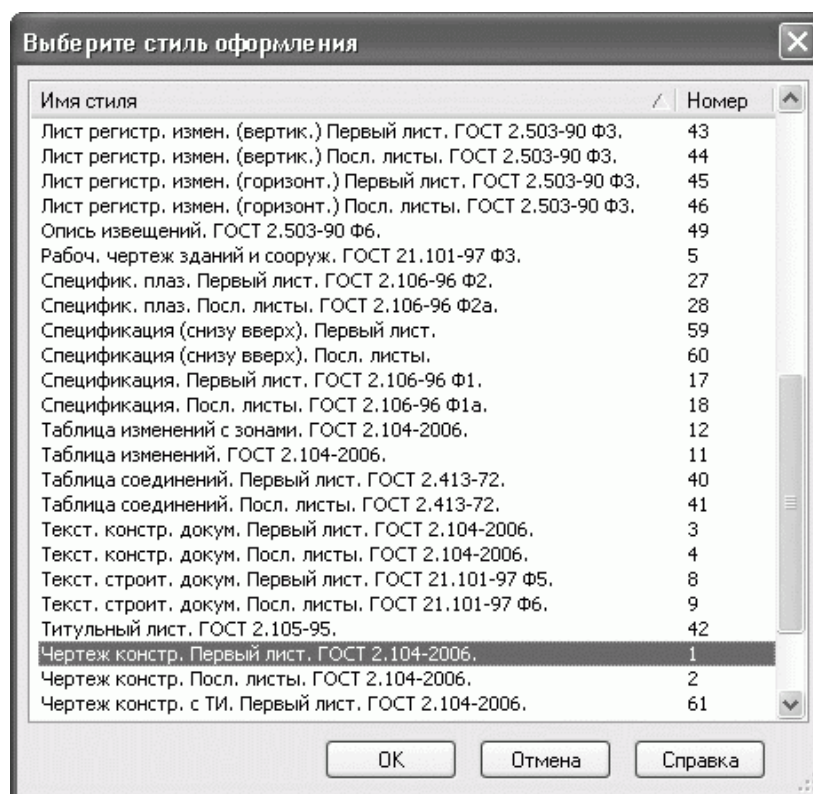 Выберите стиль оформления
Имя стиля Номер
Лист регистр. измен. (вертик.) Первый лист. ГОСТ 2.503-90 Ф3. 43
Лист регистр. измен. (вертик.) Посл. листы. ГОСТ 2.503-90 Ф3. 44
Лист регистр. измен. (горизонт.) Первый лист. ГОСТ 2.503-90 Ф3. 45
Лист регистр. измен. (горизонт.) Посл. листы. ГОСТ 2.503-90 Ф3. 46
Опись извещений. ГОСТ 2.503-90 Ф6. 49
Рабоч. чертеж зданий и сооруж. ГОСТ 21.101-97 Ф3. 5
Специфик. плаз. Первый лист. ГОСТ 2.106-96 Ф2. 27
Специфик. плаз. Посл. листы. ГОСТ 2.106-96 Ф2а. 28
Спецификация (снизу вверх). Первый лист. 59
Спецификация (снизу вверх). Посл. листы. 60
Спецификация. Первый лист. ГОСТ 2.106-96 Ф1. 17
Спецификация. Посл. листы. ГОСТ 2.106-96 Ф1а. 18
Таблица изменений с зонами. ГОСТ 2.104-2006. 12
Таблица изменений. ГОСТ 2.104-2006. 11
Таблица соединений. Первый лист. ГОСТ 2.413-72. 40
Таблица соединений. Посл. листы. ГОСТ 2.413-72. 41
Текст. констр. докум. Первый лист. ГОСТ 2.104-2006. 3
Текст. констр. докум. Посл. листы. ГОСТ 2.104-2006. 4
Текст. строит. докум. Первый лист. ГОСТ 21.101-97 Ф5. 8
Текст. строит. докум. Посл. листы. ГОСТ 21.101-97 Ф6. 9
Титульный лист. ГОСТ 2.105-95. 42
Чертеж констр. Первый лист. ГОСТ 2.104-2006. 1
Чертеж констр. Посл. листы. ГОСТ 2.104-2006. 2
Чертеж констр. с ТИ. Первый лист. ГОСТ 2.104-2006. 61
OK Отмена Справка